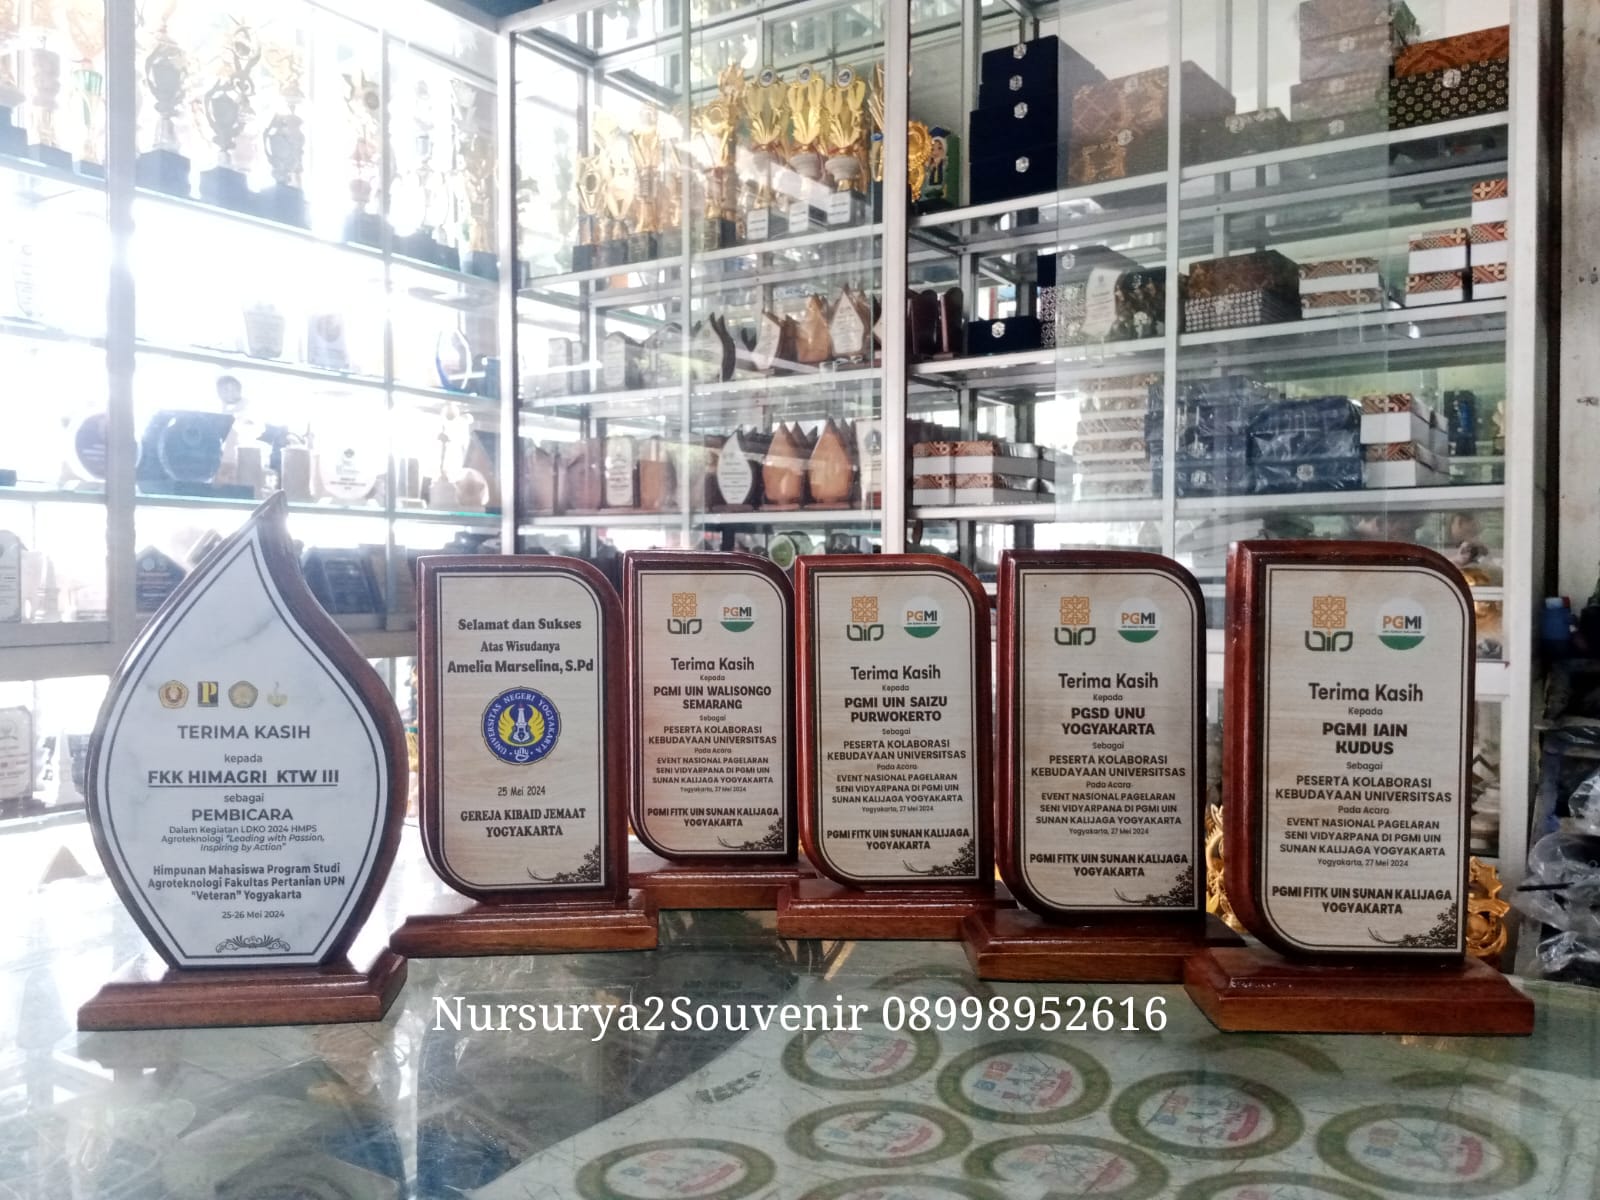 TERIMA KASIH
kepada
FKK HIMAGRI KTW III
sebagai
PEMBICARA
Dalam Kegiatan LDKO 2024 HMPS
Agroteknologi "Leading with Passion,
Inspiring by Action"
Himpunan Mahasiswa Program Studi
Agroteknologi Fakultas Pertanian UPN
"Veteran" Yogyakarta
25-26 Mei 2024
Selamat dan Sukses
Atas Wisudanya
Amelia Marselina, S.Pd
UNIVERSITAS NEGERI YOGYAKARTA
25 Mei 2024
GEREJA KIBAID JEMAAT
YOGYAKARTA
PGMI
Terima Kasih
Kepada
PGMI UIN WALISONGO
SEMARANG
Sebagai
PESERTA KOLABORASI
KEBUDAYAAN UNIVERSITSAS
Pada Acara
EVENT NASIONAL PAGELARAN
SENI VIDYARPANA DI PGMI UIN
SUNAN KALIJAGA YOGYAKARTA
Yogyakarta, 27 Mei 2024
PGMI FITK UIN SUNAN KALIJAGA
YOGYAKARTA
PGMI
Terima Kasih
Kepada
PGMI UIN SAIZU
PURWOKERTO
Sebagai
PESERTA KOLABORASI
KEBUDAYAAN UNIVERSITSAS
Pada Acara
EVENT NASIONAL PAGELARAN
SENI VIDYARPANA DI PGMI UIN
SUNAN KALIJAGA YOGYAKARTA
Yogyakarta, 27 Mei 2024
PGMI FITK UIN SUNAN KALIJAGA
YOGYAKARTA
PGMI
Terima Kasih
Kepada
PGSD UNU
YOGYAKARTA
Sebagai
PESERTA KOLABORASI
KEBUDAYAAN UNIVERSITSAS
Pada Acara
EVENT NASIONAL PAGELARAN
SENI VIDYARPANA DI PGMI UIN
SUNAN KALIJAGA YOGYAKARTA
Yogyakarta, 27 Mei 2024
PGMI FITK UIN SUNAN KALIJAGA
YOGYAKARTA
PGMI
Terima Kasih
Kepada
PGMI IAIN
KUDUS
Sebagai
PESERTA KOLABORASI
KEBUDAYAAN UNIVERSITSAS
Pada Acara
EVENT NASIONAL PAGELARAN
SENI VIDYARPANA DI PGMI UIN
SUNAN KALIJAGA YOGYAKARTA
Yogyakarta, 27 Mei 2024
PGMI FITK UIN SUNAN KALIJAGA
YOGYAKARTA
Nursurya2Souvenir 08998952616